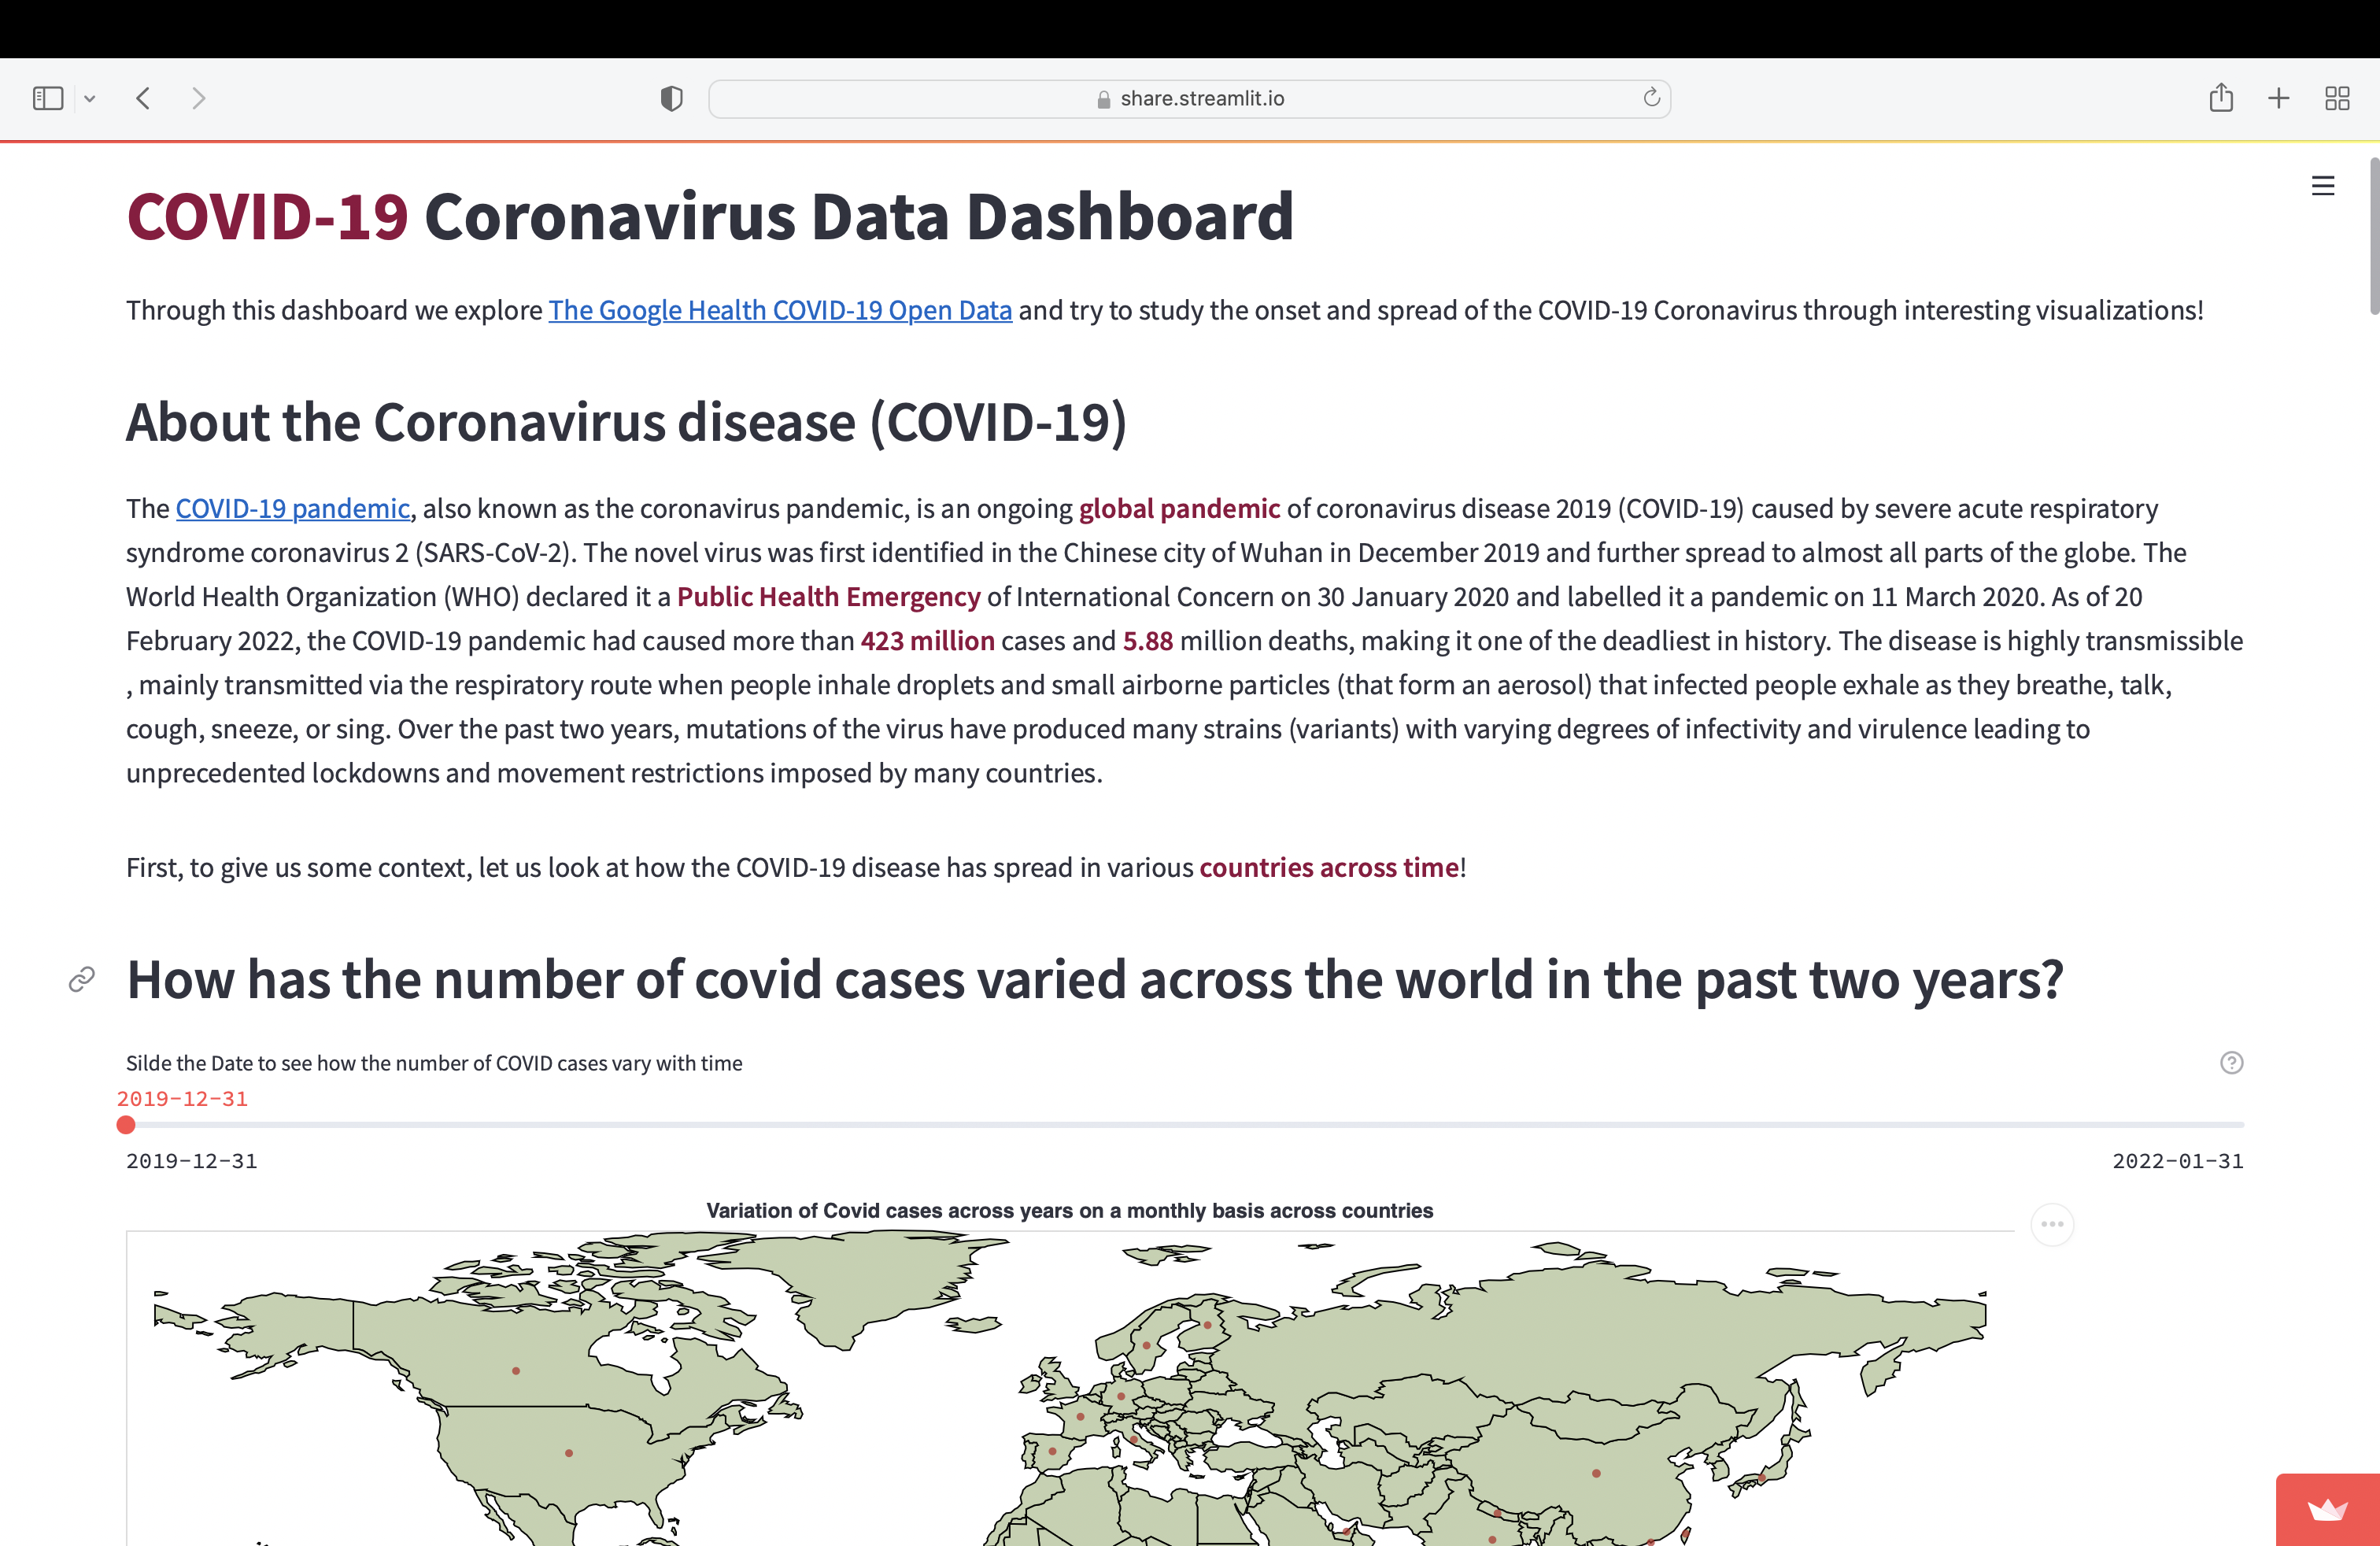 share.streamlit.io
COVID-19 Coronavirus Data Dashboard
Through this dashboard we explore The Google Health COVID-19 Open Data and try to study the onset and spread of the COVID-19 Coronavirus through interesting visualizations!
About the Coronavirus disease (COVID-19)
The COVID-19 pandemic, also known as the coronavirus pandemic, is an ongoing global pandemic of coronavirus disease 2019 (COVID-19) caused by severe acute respiratory
syndrome coronavirus 2 (SARS-CoV-2). The novel virus was first identified in the Chinese city of Wuhan in December 2019 and further spread to almost all parts of the globe. The
World Health Organization (WHO) declared it a Public Health Emergency of International Concern on 30 January 2020 and labelled it a pandemic on 11 March 2020. As of 20
February 2022, the COVID-19 pandemic had caused more than 423 million cases and 5.88 million deaths, making it one of the deadliest in history. The disease is highly transmissible
, mainly transmitted via the respiratory route when people inhale droplets and small airborne particles (that form an aerosol) that infected people exhale as they breathe, talk,
cough, sneeze, or sing. Over the past two years, mutations of the virus have produced many strains (variants) with varying degrees of infectivity and virulence leading to
unprecedented lockdowns and movement restrictions imposed by many countries.
First, to give us some context, let us look at how the COVID-19 disease has spread in various countries across time!
How has the number of covid cases varied across the world in the past two years?
Silde the Date to see how the number of COVID cases vary with time
2019-12-31
2019-12-31
2022-01-31
Variation of Covid cases across years on a monthly basis across countries